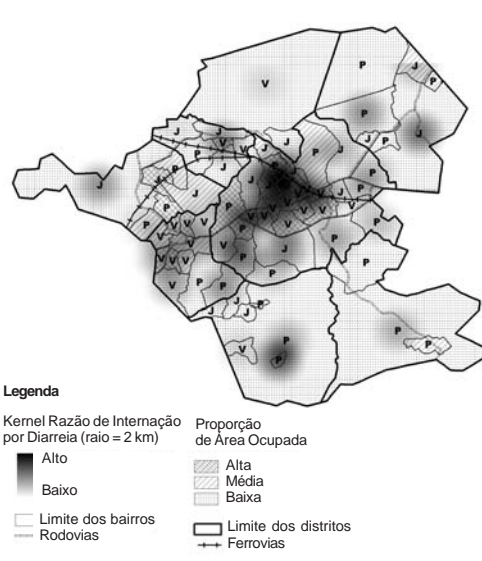 V
P
J
P
P
J
J
P
J
V
V
J
J
P
J
P
J
P
J
J
P
P
J
P
J
V
V
V
V
V
V
P
P
V
V
V
V
P
J
P
V
P
P
P
J
J
P
J
V
P
P
P
P
Legenda
Kernel Razão de Internação
por Diarreia (raio = 2 km)
Alto
Baixo
Limite dos bairros
Rodovias
Proporção
de Área Ocupada
Alta
Média
Baixa
Limite dos distritos
Ferrovias